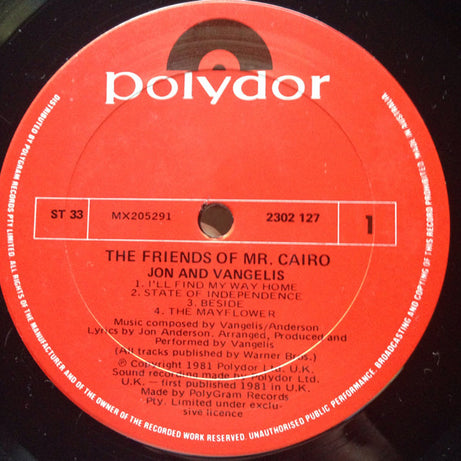 polydor
ST 33
MX205291
2302 127
1
THE FRIENDS OF MR. CAIRO
JON AND VANGELIS
1. I'LL FIND MY WAY HOME
2. STATE OF INDEPENDENCE
3. BESIDE
4. THE MAYFLOWER
Music composed by Vangelis/Anderson
Lyrics by Jon Anderson. Arranged, Produced and
Performed by Vangelis
(All tracks published by Warner Bros.)
℗ Copyright 1981 Polydor Ltd. U.K.
Sound recording made by Polydor Ltd.
U.K. — first published 1981 in U.K.
Made by PolyGram Records
Pty. Limited under exclu-
sive licence
DISTRIBUTED BY POLYGRAM RECORDS PTY. LIMITED. ALL RIGHTS OF THE MANUFACTURER AND OF THE OWNER OF THE RECORDED WORK RESERVED. UNAUTHORISED PUBLIC PERFORMANCE, BROADCASTING AND COPYING OF THIS RECORD PROHIBITED. MADE IN AUSTRALIA